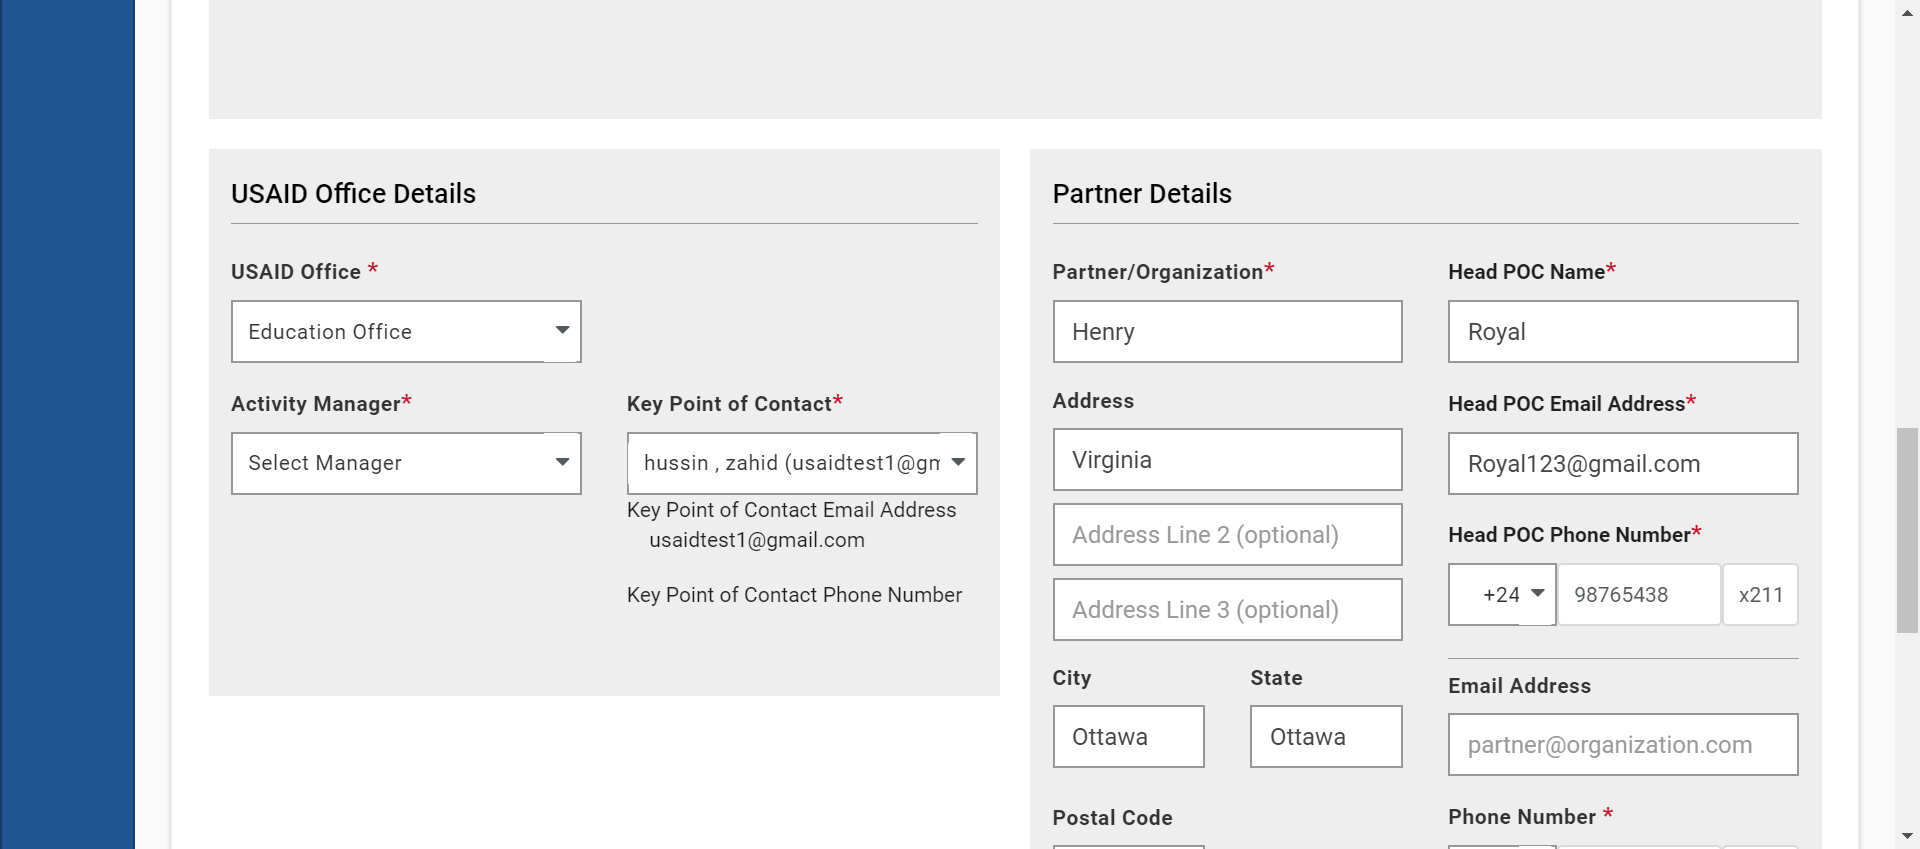 USAID Office Details
USAID Office *
Education Office
Activity Manager*
Select Manager
Key Point of Contact*
hussin , zahid (usaidtest1@gm
Key Point of Contact Email Address
usaidtest1@gmail.com
Key Point of Contact Phone Number
Partner Details
Partner/Organization*
Henry
Address
Virginia
Address Line 2 (optional)
Address Line 3 (optional)
City
Ottawa
State
Ottawa
Postal Code
Head POC Name*
Royal
Head POC Email Address*
Royal123@gmail.com
Head POC Phone Number*
+24 98765438 x211
Email Address
partner@organization.com
Phone Number *